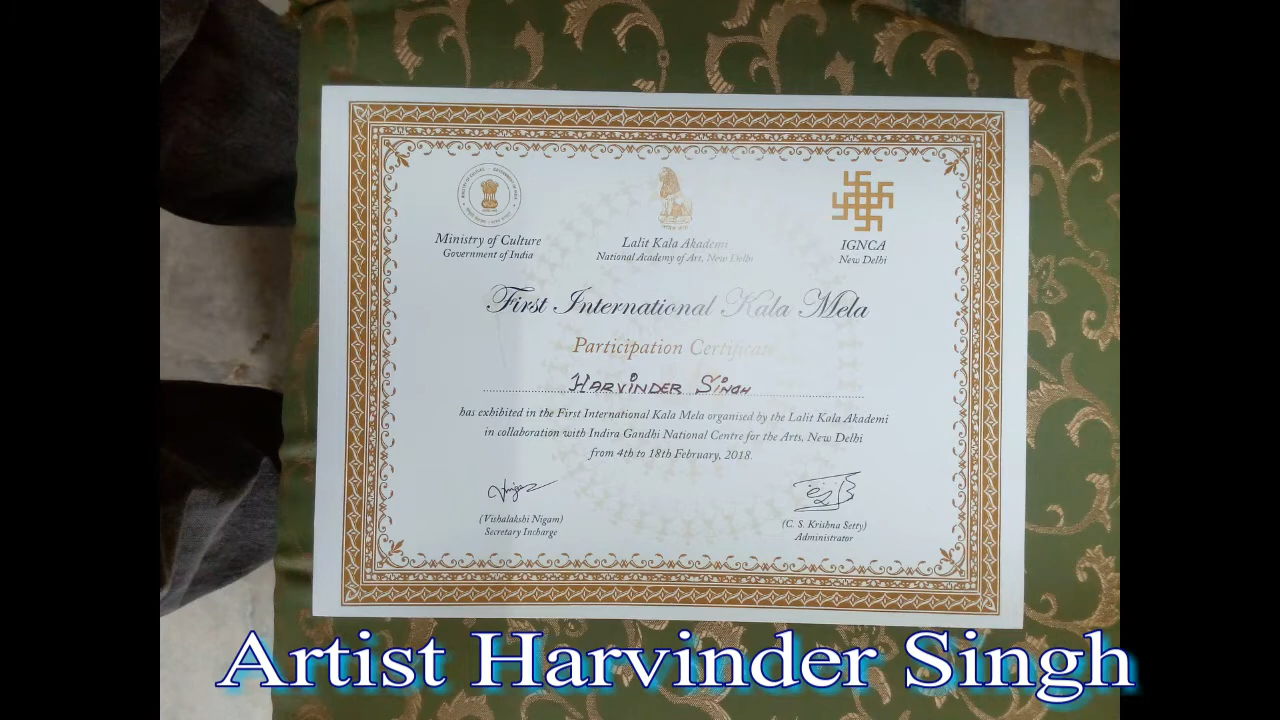 Ministry of Culture
Government of India
Lalit Kala Akademi
National Academy of Art, New Delhi
IGNCA
New Delhi
First International Kala Mela
Participation Certificate
HARVINDER SINGH
has exhibited in the First International Kala Mela organised by the Lalit Kala Akademi
in collaboration with Indira Gandhi National Centre for the Arts, New Delhi
from 4th to 18th February, 2018.
(Vishalakshi Nigam)
Secretary Incharge
(C. S. Krishna Setty)
Administrator
Artist Harvinder Singh